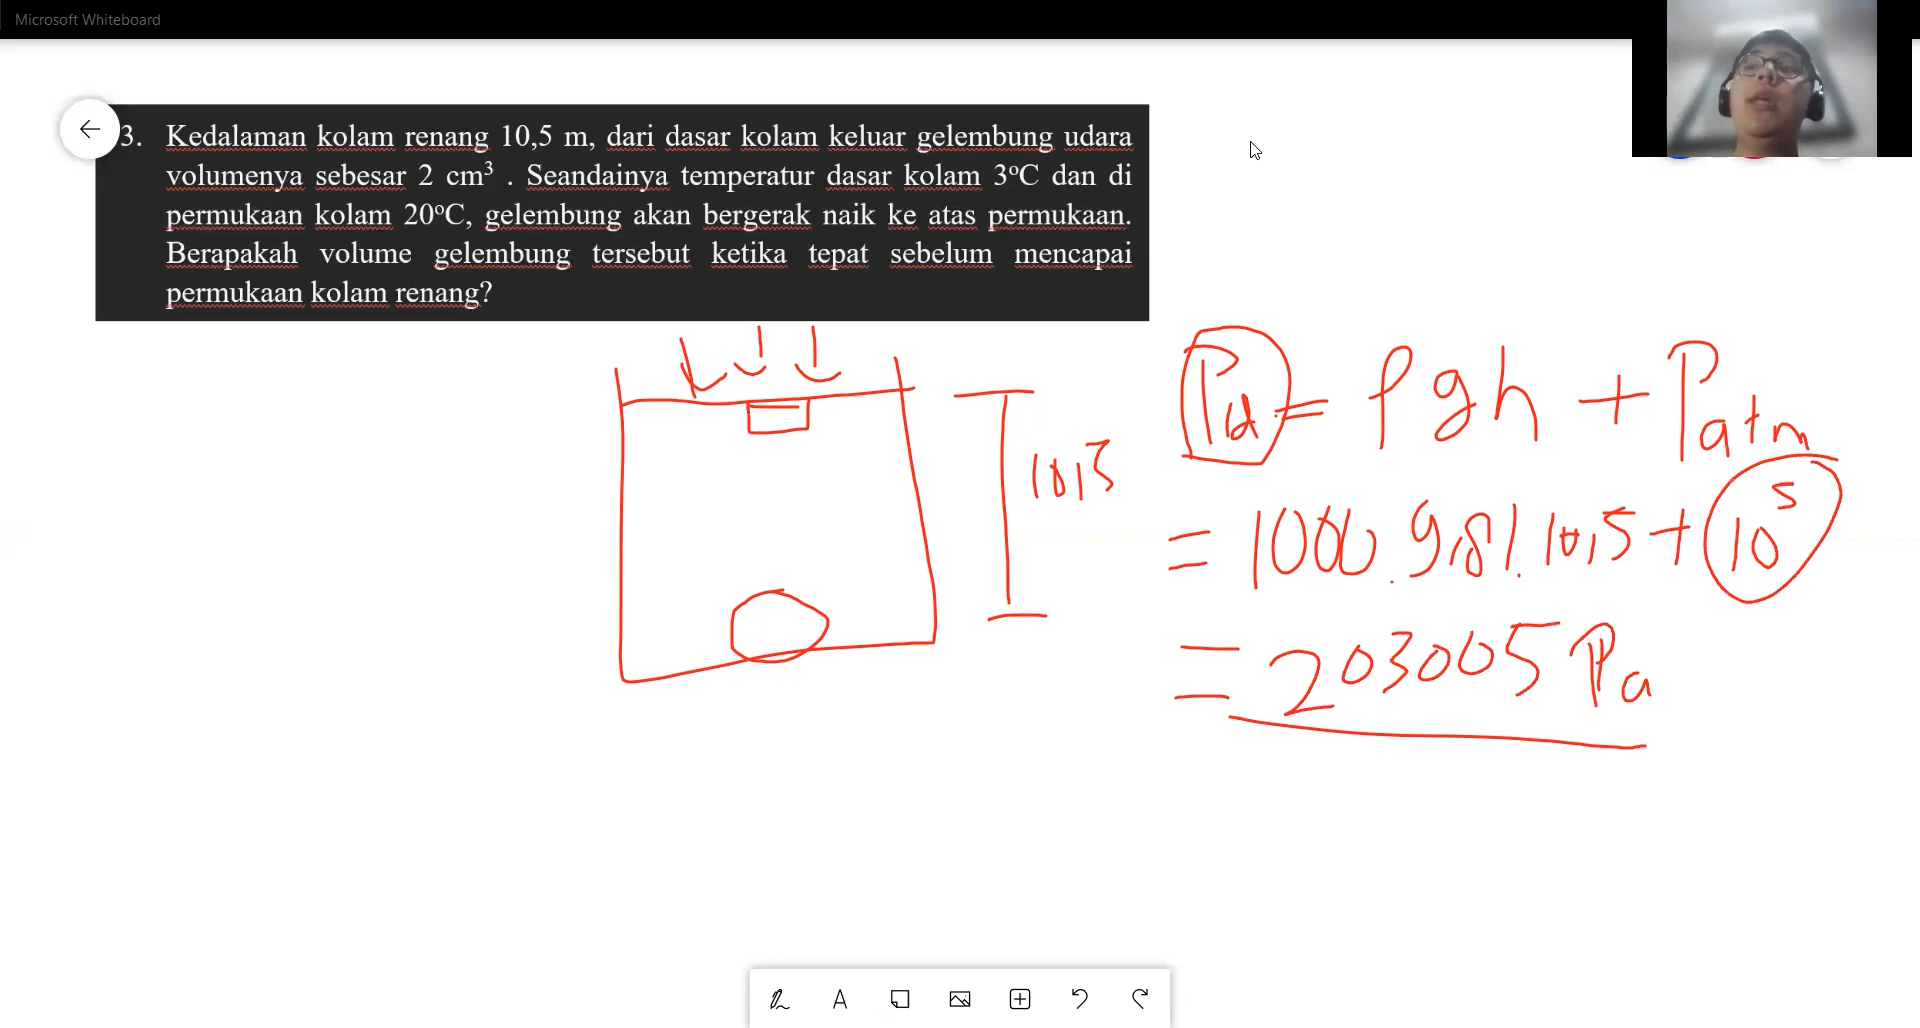 Microsoft Whiteboard
3. Kedalaman kolam renang 10,5 m, dari dasar kolam keluar gelembung udara
volumenya sebesar 2 cm³ . Seandainya temperatur dasar kolam 3°C dan di
permukaan kolam 20°C, gelembung akan bergerak naik ke atas permukaan.
Berapakah volume gelembung tersebut ketika tepat sebelum mencapai
permukaan kolam renang?
Pd = ρgh + Patm
10,5
= 1000.9,81.10,5 + 10⁵
= 203005 Pa